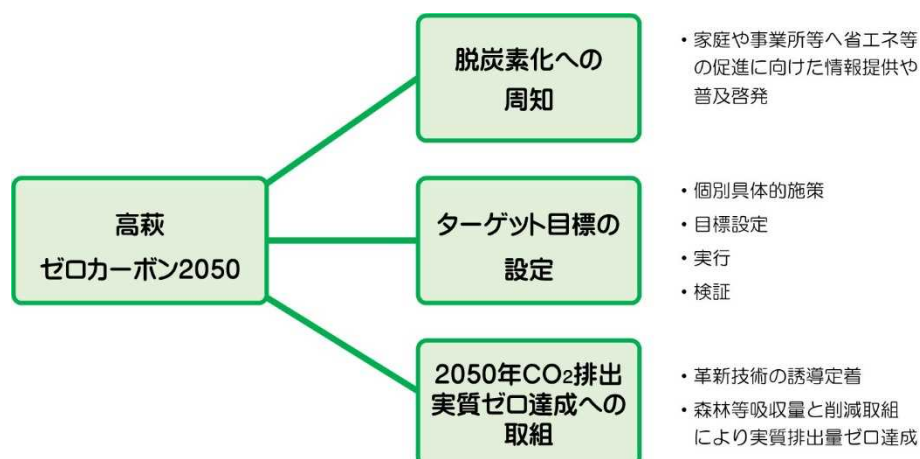 高萩
ゼロカーボン2050
脱炭素化への
周知
・家庭や事業所等へ省エネ等
の促進に向けた情報提供や
普及啓発
ターゲット目標の
設定
・個別具体的施策
・目標設定
・実行
・検証
2050年CO₂排出
実質ゼロ達成への
取組
・革新技術の誘導定着
・森林等吸収量と削減取組
により実質排出量ゼロ達成